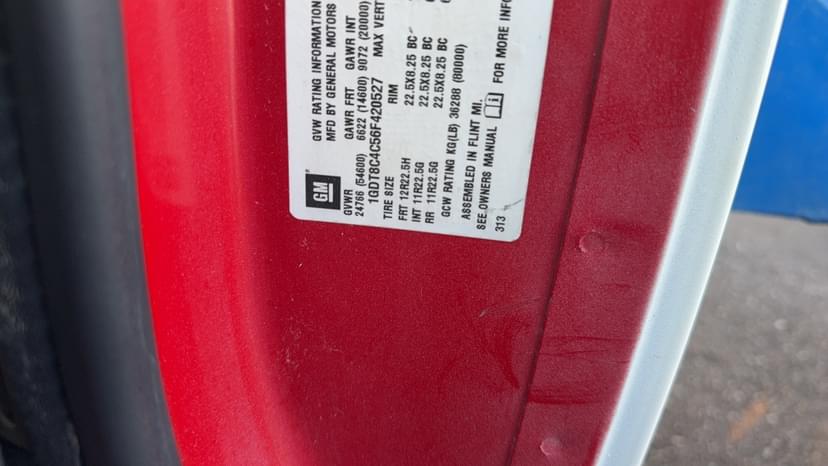 GVW RATING INFORMATION
MFD BY GENERAL MOTORS
GM
GVWR GAWR FRT GAWR INT
24766 (54600) 6622 (14600) 9072 (20000)
1GDT8C4C56F420527 MAX VERT
TIRE SIZE RIM
FRT 12R22.5H 22.5X8.25 BC
INT 11R22.5G 22.5X8.25 BC
RR 11R22.5G 22.5X8.25 BC
GCW RATING KG(LB) 36288 (80000)
ASSEMBLED IN FLINT MI.
SEE OWNERS MANUAL FOR MORE INFO
313